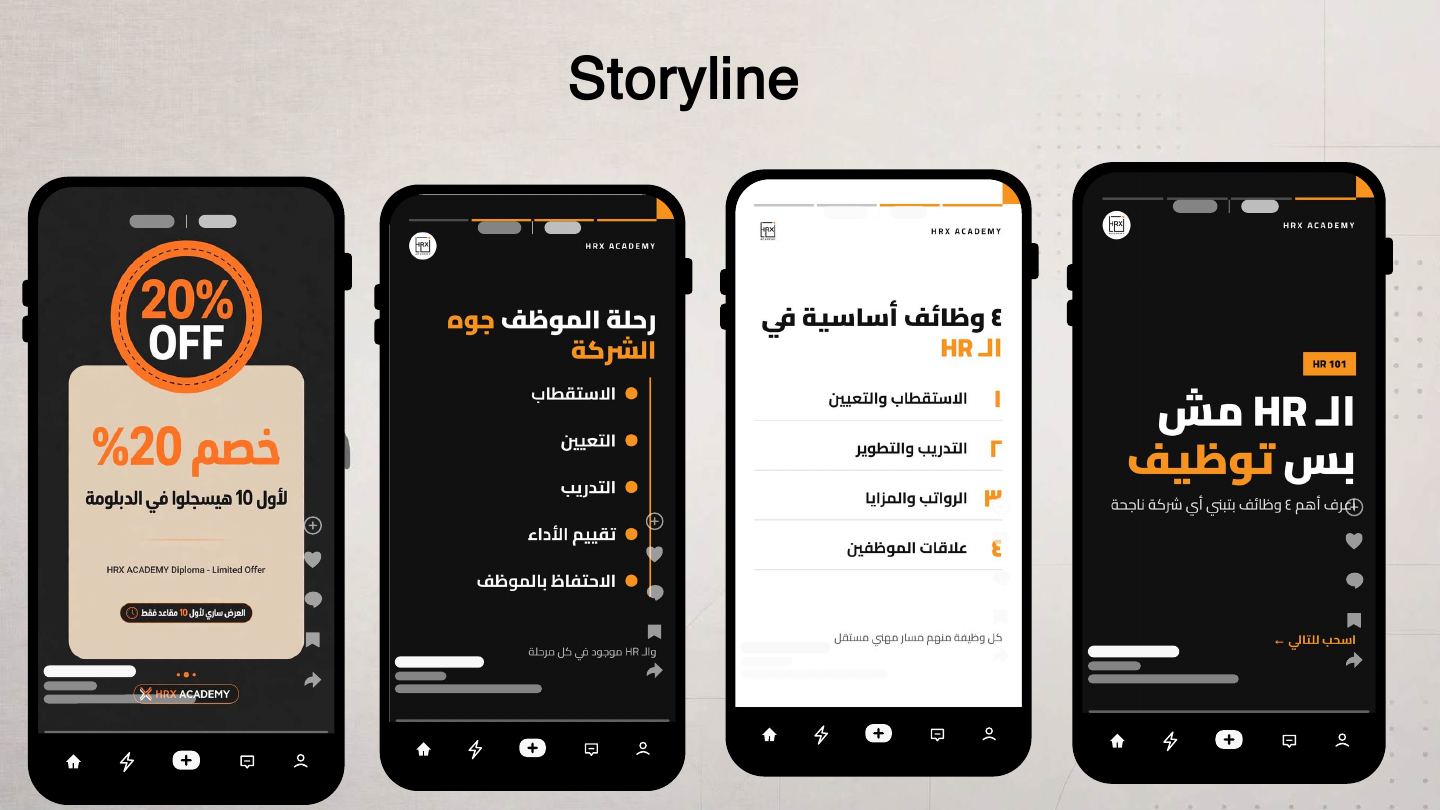 Storyline
20%
OFF
خصم 20%
لأول 10 هيسجلوا في الدبلومة
HRX ACADEMY Diploma - Limited Offer
العرض ساري لأول 10 مقاعد فقط
HRX ACADEMY
HRX
HRX ACADEMY
رحلة الموظف جوه
الشركة
الاستقطاب
التعيين
التدريب
تقييم الأداء
الاحتفاظ بالموظف
والـ HR موجود في كل مرحلة
HRX
HRX ACADEMY
٤ وظائف أساسية في
الـ HR
١ الاستقطاب والتعيين
٢ التدريب والتطوير
٣ الرواتب والمزايا
٤ علاقات الموظفين
كل وظيفة منهم مسار مهني مستقل
HRX
HRX ACADEMY
HR 101
الـ HR مش
بس توظيف
اعرف أهم ٤ وظائف بتبني أي شركة ناجحة
اسحب للتالي ←